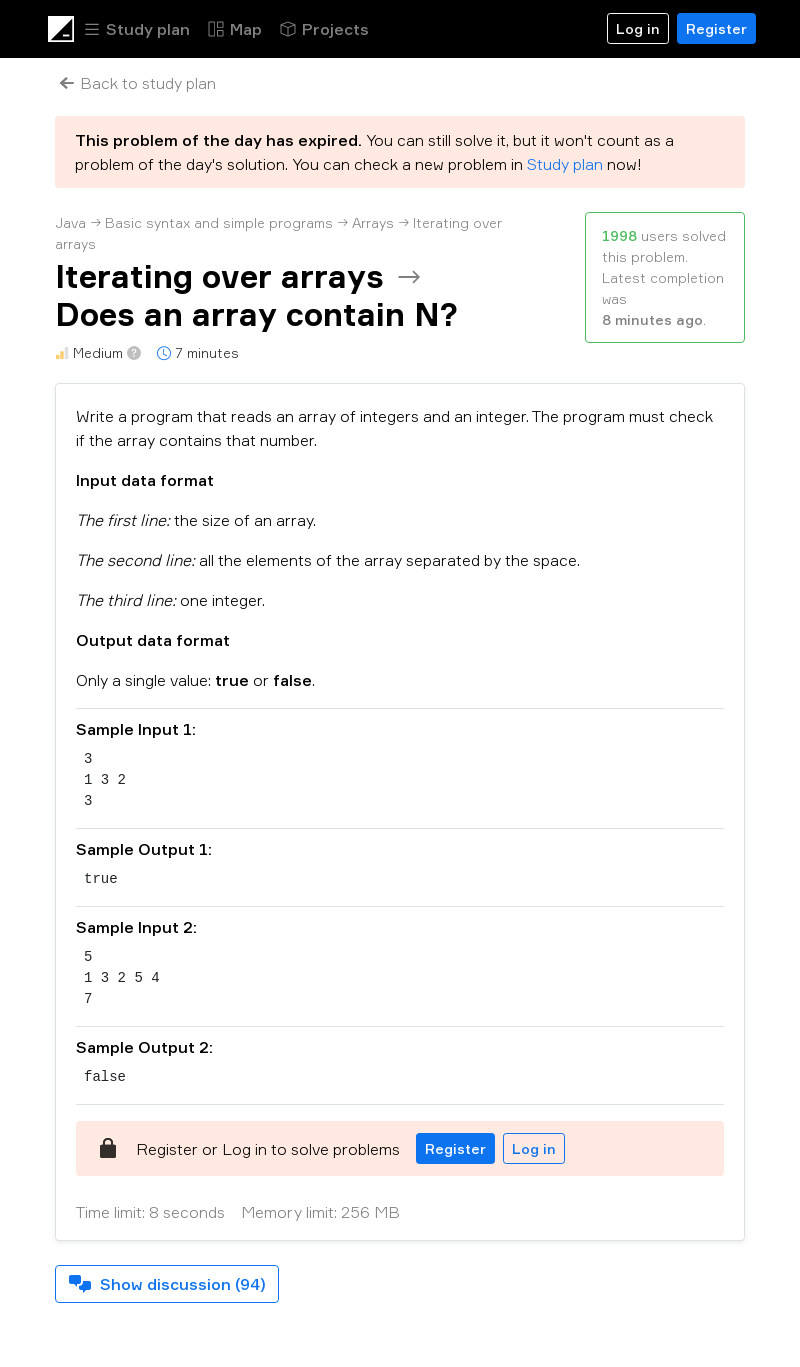 Study plan Map Projects Log in Register
Back to study plan
This problem of the day has expired. You can still solve it, but it won't count as a
problem of the day's solution. You can check a new problem in Study plan now!
Java → Basic syntax and simple programs → Arrays → Iterating over
arrays
Iterating over arrays →
Does an array contain N?
Medium ? 7 minutes
1998 users solved
this problem.
Latest completion
was
8 minutes ago.
Write a program that reads an array of integers and an integer. The program must check
if the array contains that number.
Input data format
The first line: the size of an array.
The second line: all the elements of the array separated by the space.
The third line: one integer.
Output data format
Only a single value: true or false.
Sample Input 1:
3
1 3 2
3
Sample Output 1:
true
Sample Input 2:
5
1 3 2 5 4
7
Sample Output 2:
false
Register or Log in to solve problems Register Log in
Time limit: 8 seconds Memory limit: 256 MB
Show discussion (94)